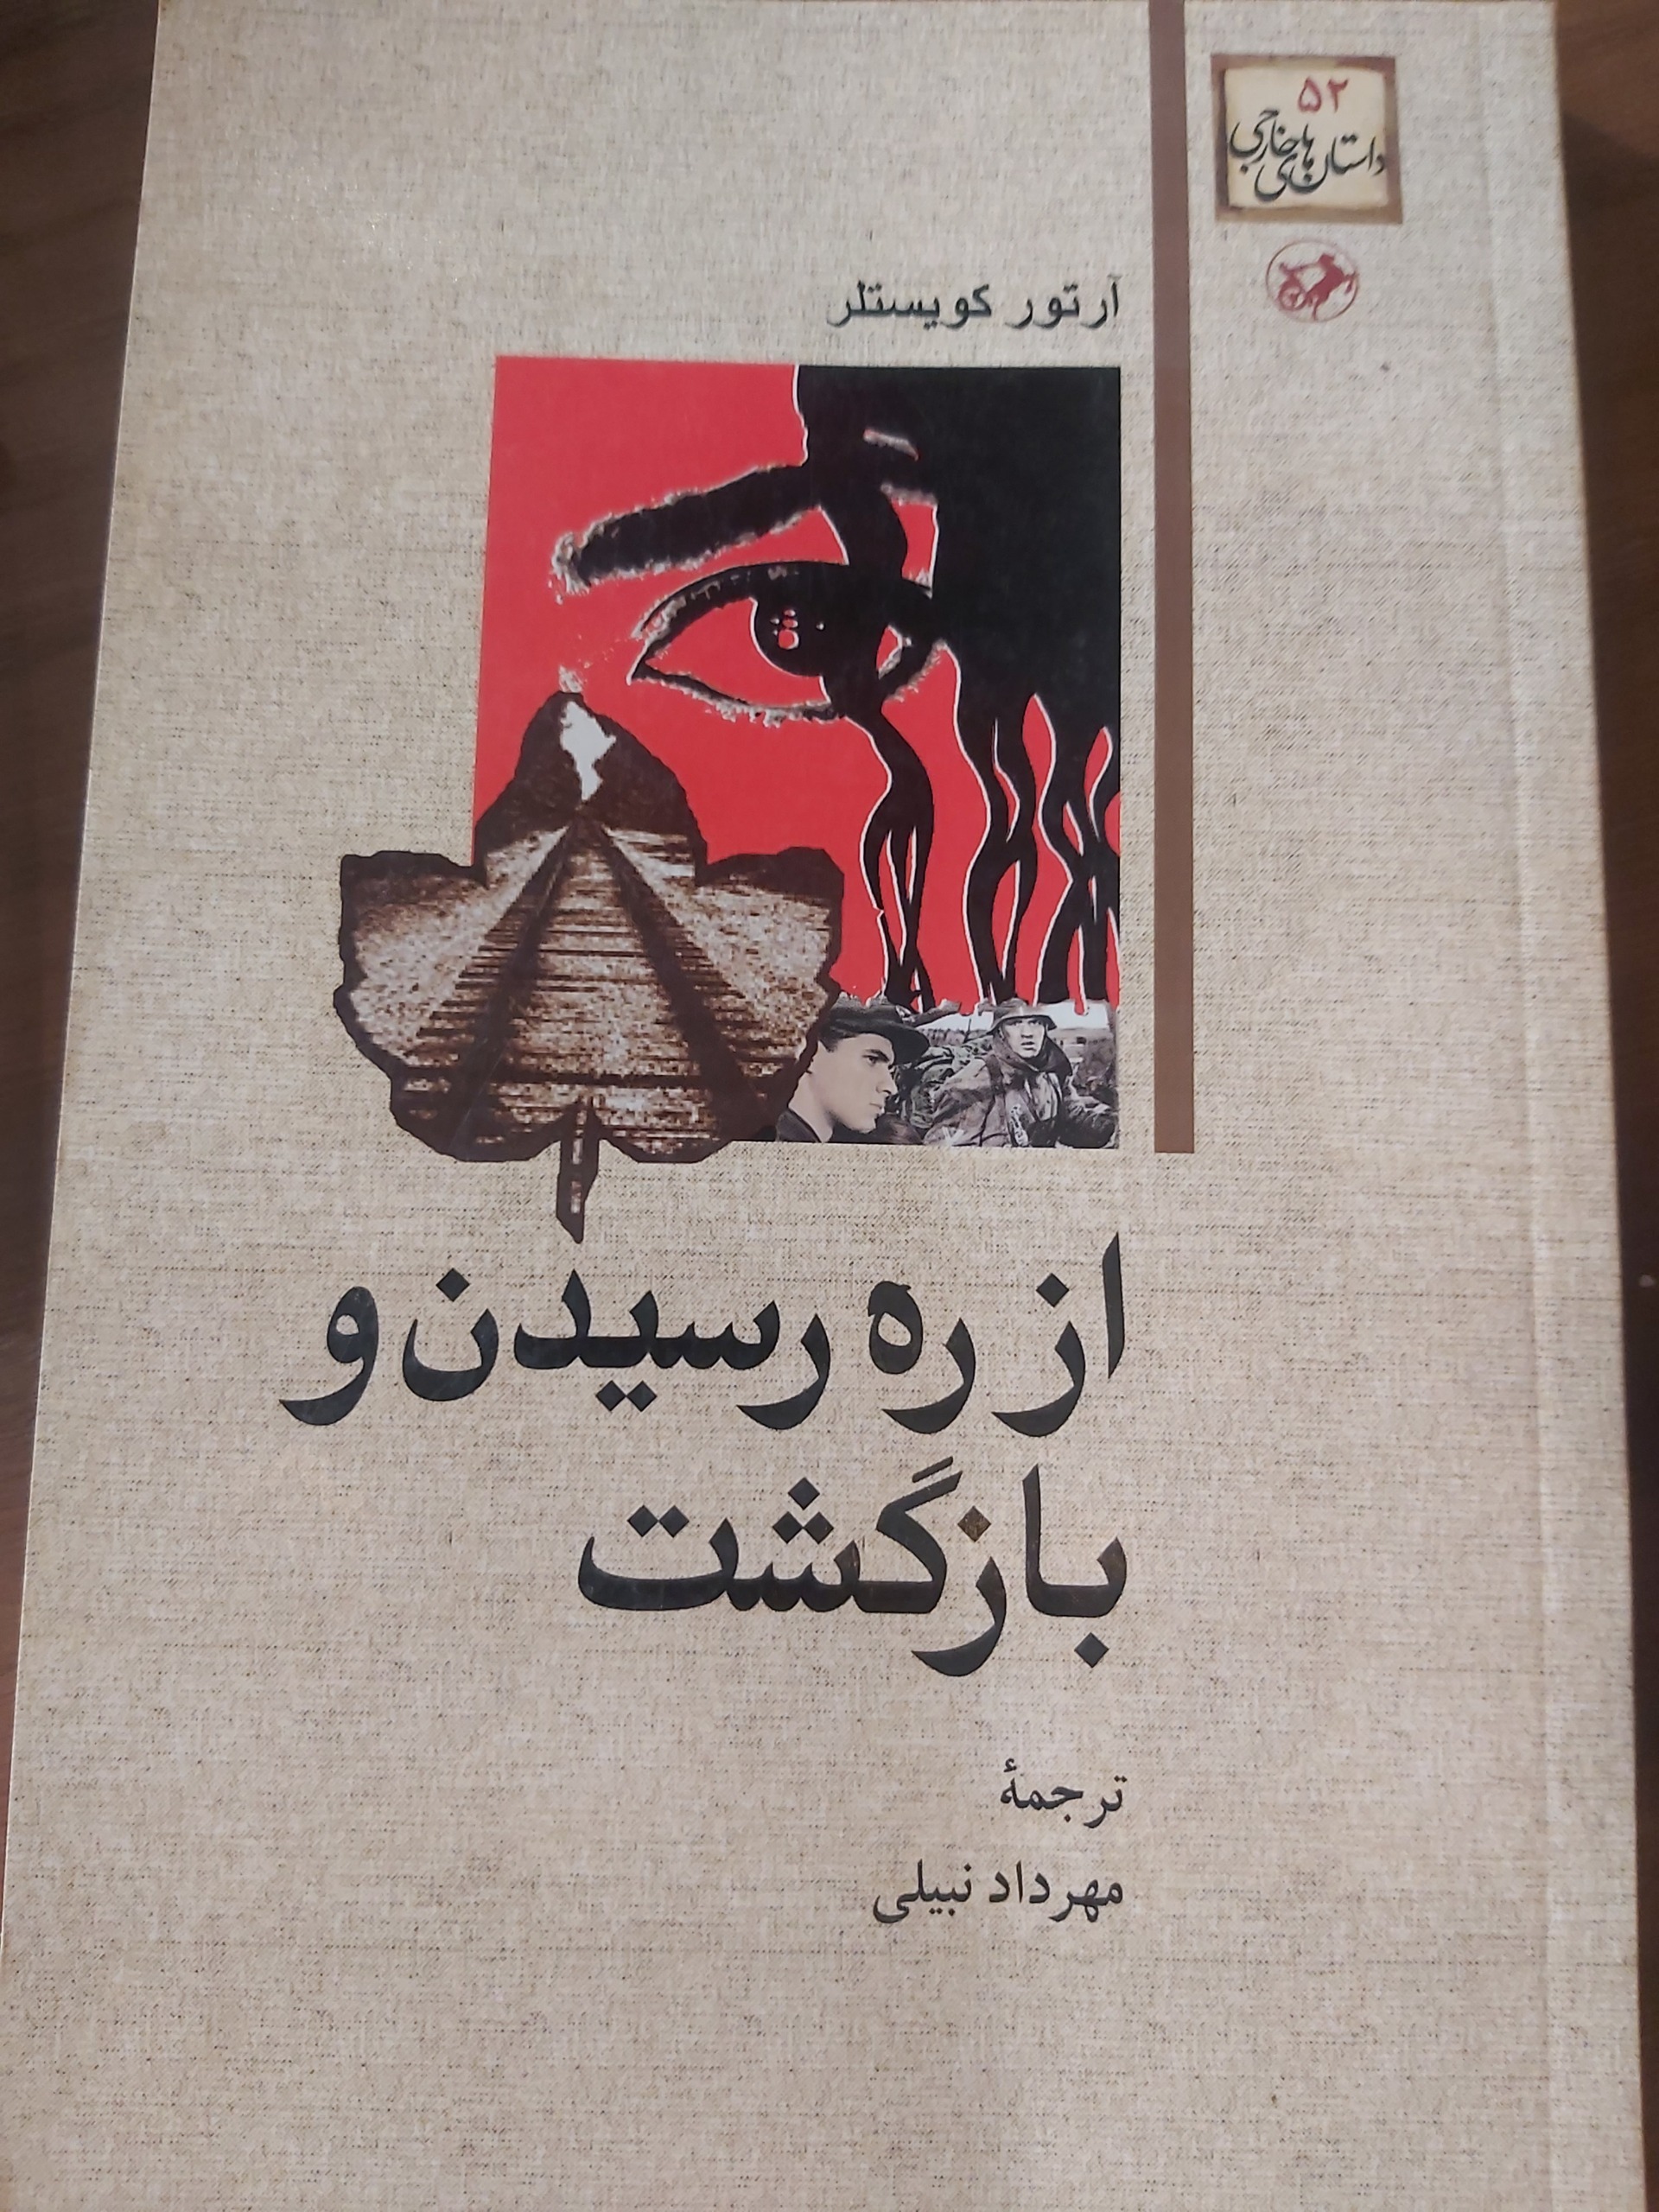 ۵۲
داستان‌های خارجی
آرتور کویستلر
از ره رسیدن و
بازگشت
ترجمهٔ
مهرداد نبیلی